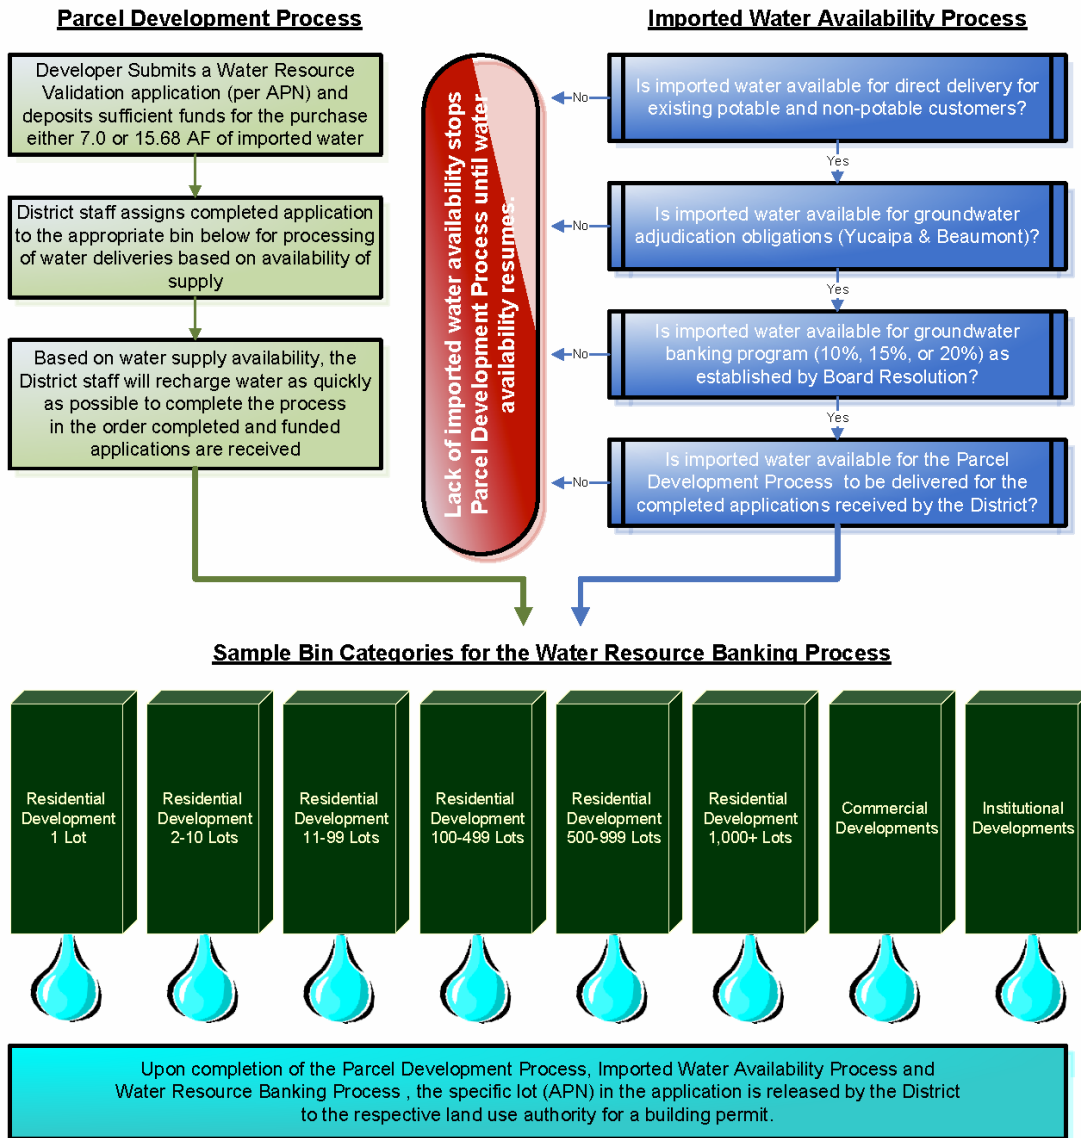 Parcel Development Process
Developer Submits a Water Resource
Validation application (per APN) and
deposits sufficient funds for the purchase
either 7.0 or 15.68 AF of imported water
District staff assigns completed application
to the appropriate bin below for processing
of water deliveries based on availability of
supply
Based on water supply availability, the
District staff will recharge water as quickly
as possible to complete the process
in the order completed and funded
applications are received
Lack of imported water availability stops
Parcel Development Process until water
availability resumes.
Imported Water Availability Process
Is imported water available for direct delivery for
existing potable and non-potable customers?
No
Yes
Is imported water available for groundwater
adjudication obligations (Yucaipa & Beaumont)?
No
Yes
Is imported water available for groundwater
banking program (10%, 15%, or 20%) as
established by Board Resolution?
No
Yes
Is imported water available for the Parcel
Development Process to be delivered for the
completed applications received by the District?
No
Sample Bin Categories for the Water Resource Banking Process
Residential
Development
1 Lot
Residential
Development
2-10 Lots
Residential
Development
11-99 Lots
Residential
Development
100-499 Lots
Residential
Development
500-999 Lots
Residential
Development
1,000+ Lots
Commercial
Developments
Institutional
Developments
Upon completion of the Parcel Development Process, Imported Water Availability Process and
Water Resource Banking Process , the specific lot (APN) in the application is released by the District
to the respective land use authority for a building permit.